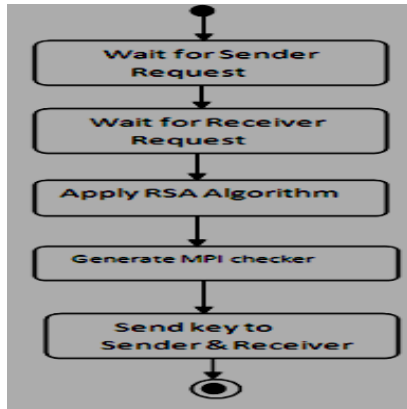 Wait for Sender
Request
Wait for Receiver
Request
Apply RSA Algorithm
Generate MPI checker
Send key to
Sender & Receiver